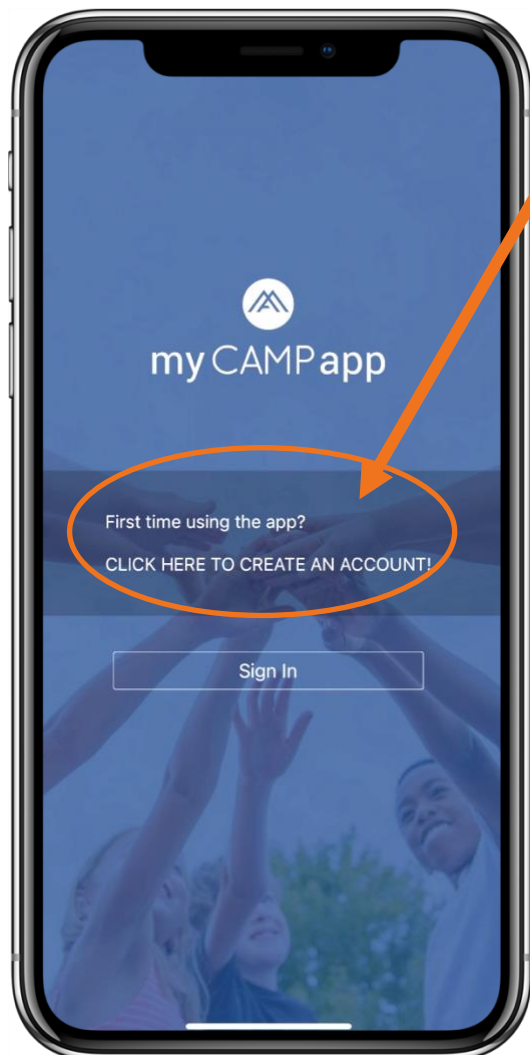 myCAMPapp
First time using the app?
CLICK HERE TO CREATE AN ACCOUNT!
Sign In